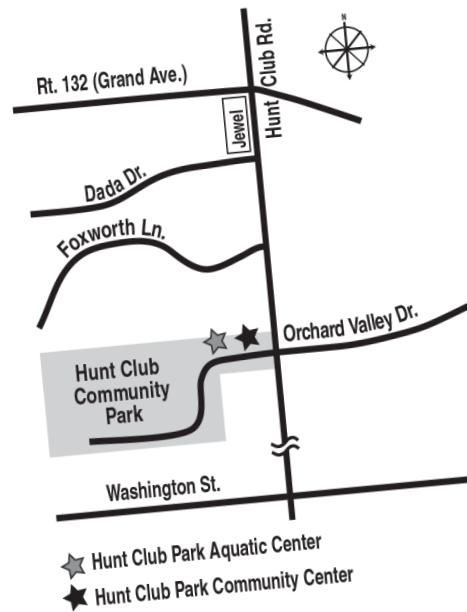 N
Hunt Club Rd.
Rt. 132 (Grand Ave.)
Jewel
Dada Dr.
Foxworth Ln.
Orchard Valley Dr.
Hunt Club
Community
Park
Washington St.
Hunt Club Park Aquatic Center
Hunt Club Park Community Center